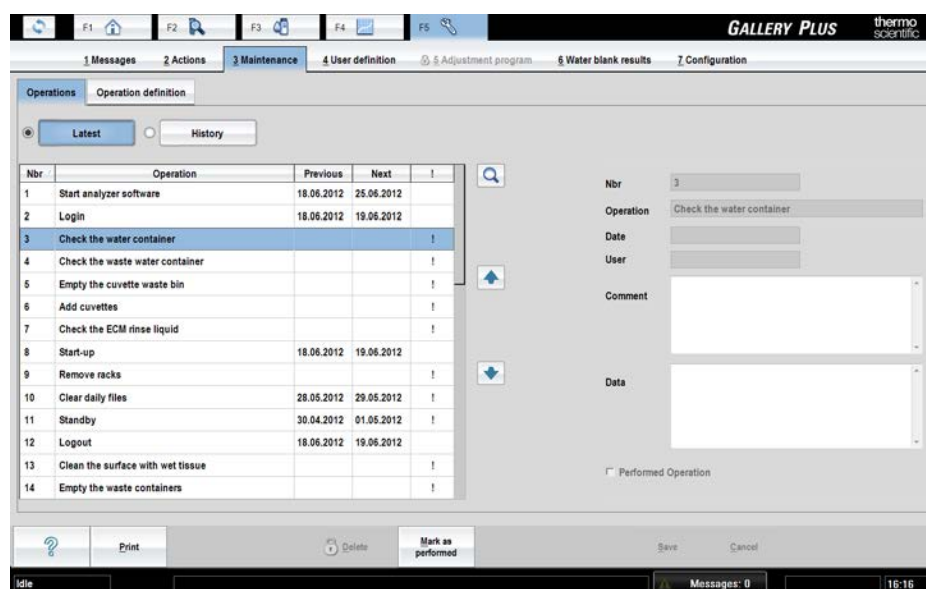 F1 F2 F3 F4 F5 GALLERY PLUS thermo scientific
1 Messages 2 Actions 3 Maintenance 4 User definition 5 Adjustment program 6 Water blank results 7 Configuration
Operations Operation definition
Latest History
Nbr Operation Previous Next !
1 Start analyzer software 18.06.2012 25.06.2012
2 Login 18.06.2012 19.06.2012
3 Check the water container !
4 Check the waste water container !
5 Empty the cuvette waste bin !
6 Add cuvettes !
7 Check the ECM rinse liquid !
8 Start-up 18.06.2012 19.06.2012
9 Remove racks !
10 Clear daily files 28.05.2012 29.05.2012 !
11 Standby 30.04.2012 01.05.2012 !
12 Logout 18.06.2012 19.06.2012
13 Clean the surface with wet tissue !
14 Empty the waste containers !
Nbr 3
Operation Check the water container
Date
User
Comment
Data
Performed Operation
? Print Delete Mark as performed Save Cancel
Idle Messages: 0 16:16